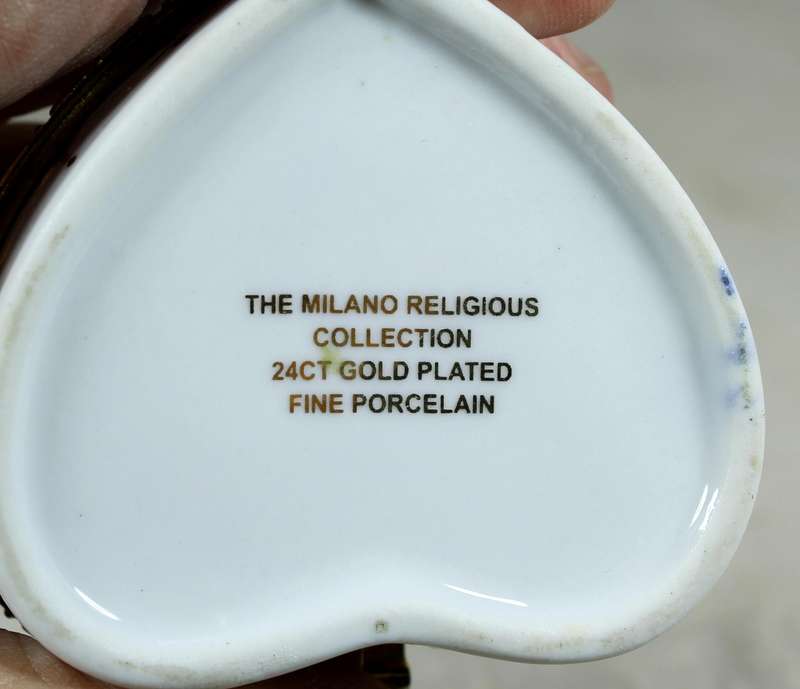 THE MILANO RELIGIOUS
COLLECTION
24CT GOLD PLATED
FINE PORCELAIN